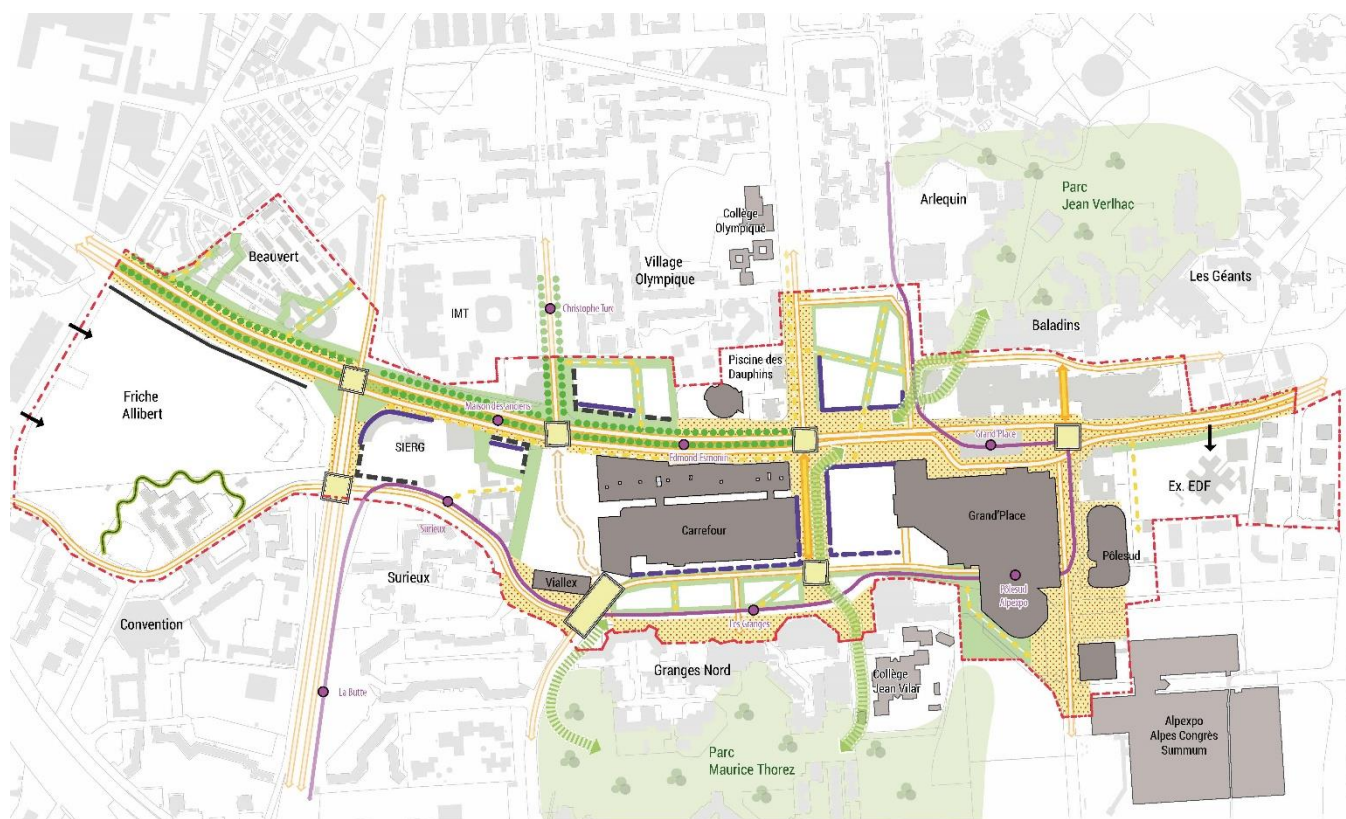 Arlequin
Parc
Jean Verlhac
Collège
Olympique
Beauvert
Village
Olympique
Les Géants
IMT
Christophe Turc
Baladins
Piscine des
Dauphins
Friche
Allibert
Maison des anciens
SIERG
Edmond Esmonin
Grand'Place
Ex. EDF
Grand'Place
Carrefour
Surieux
Pôlesud
Surieux
Viallex
Pôlesud
Alpexpo
Les Granges
Convention
Granges Nord
Collège
Jean Vilar
La Butte
Alpexpo
Alpes Congrès
Summum
Parc
Maurice Thorez